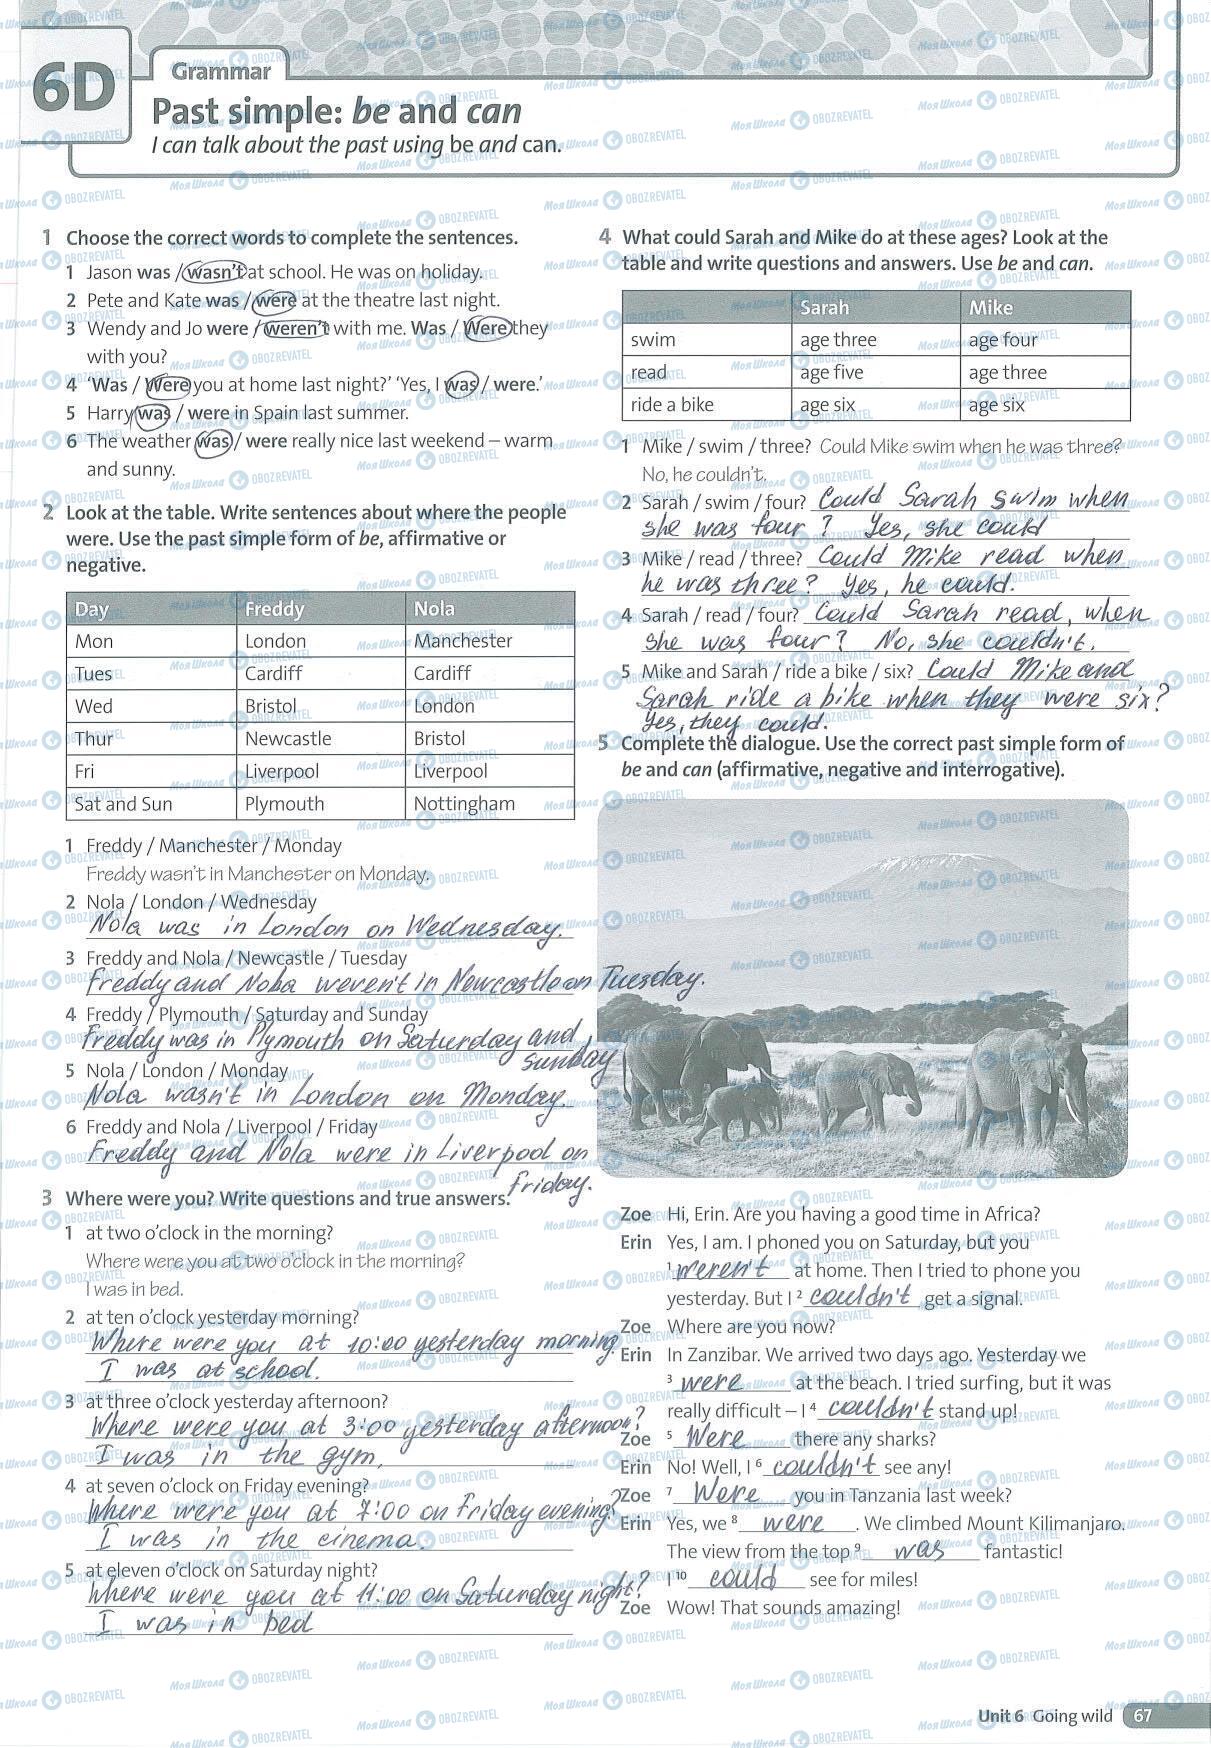 6D
Grammar
Past simple: be and can
I can talk about the past using be and can.
1 Choose the correct words to complete the sentences.
1 Jason was / wasn't at school. He was on holiday.
2 Pete and Kate was / were at the theatre last night.
3 Wendy and Jo were / weren't with me. Was / Were they
with you?
4 ‘Was / Were you at home last night?’ ‘Yes, I was / were.’
5 Harry was / were in Spain last summer.
6 The weather was / were really nice last weekend – warm
and sunny.
2 Look at the table. Write sentences about where the people
were. Use the past simple form of be, affirmative or
negative.
Day Freddy Nola
Mon London Manchester
Tues Cardiff Cardiff
Wed Bristol London
Thur Newcastle Bristol
Fri Liverpool Liverpool
Sat and Sun Plymouth Nottingham
1 Freddy / Manchester / Monday
Freddy wasn't in Manchester on Monday.
2 Nola / London / Wednesday
Nola was in London on Wednesday.
3 Freddy and Nola / Newcastle / Tuesday
Freddy and Nola weren't in Newcastle on Tuesday.
4 Freddy / Plymouth / Saturday and Sunday
Freddy was in Plymouth on Saturday and
Sunday
5 Nola / London / Monday
Nola wasn't in London on Monday.
6 Freddy and Nola / Liverpool / Friday
Freddy and Nola were in Liverpool on
Friday.
3 Where were you? Write questions and true answers.
1 at two o'clock in the morning?
Where were you at two o'clock in the morning?
I was in bed.
2 at ten o'clock yesterday morning?
Where were you at 10:00 yesterday morning.
I was at school.
3 at three o'clock yesterday afternoon?
Where were you at 3:00 yesterday afternoon?
I was in the gym.
4 at seven o'clock on Friday evening?
Where were you at 7:00 on Friday evening?
I was in the cinema.
5 at eleven o'clock on Saturday night?
Where were you at 11:00 on Saturday night?
I was in bed
4 What could Sarah and Mike do at these ages? Look at the
table and write questions and answers. Use be and can.
Sarah Mike
swim age three age four
read age five age three
ride a bike age six age six
1 Mike / swim / three? Could Mike swim when he was three?
No, he couldn't.
2 Sarah / swim / four? Could Sarah swim when
she was four? Yes, she could
3 Mike / read / three? Could Mike read when
he was three? Yes, he could.
4 Sarah / read / four? Could Sarah read, when
she was four? No, she couldn't.
5 Mike and Sarah / ride a bike / six? Could Mike and
Sarah ride a bike when they were six?
Yes, they could.
5 Complete the dialogue. Use the correct past simple form of
be and can (affirmative, negative and interrogative).
Zoe Hi, Erin. Are you having a good time in Africa?
Erin Yes, I am. I phoned you on Saturday, but you
1 weren't at home. Then I tried to phone you
yesterday. But I 2 couldn't get a signal.
Zoe Where are you now?
Erin In Zanzibar. We arrived two days ago. Yesterday we
3 were at the beach. I tried surfing, but it was
really difficult – I 4 couldn't stand up!
Zoe 5 Were there any sharks?
Erin No! Well, I 6 couldn't see any!
Zoe 7 Were you in Tanzania last week?
Erin Yes, we 8 were. We climbed Mount Kilimanjaro.
The view from the top 9 was fantastic!
I 10 could see for miles!
Zoe Wow! That sounds amazing!
Unit 6 Going wild 67
МояШкола OBOZREVATEL